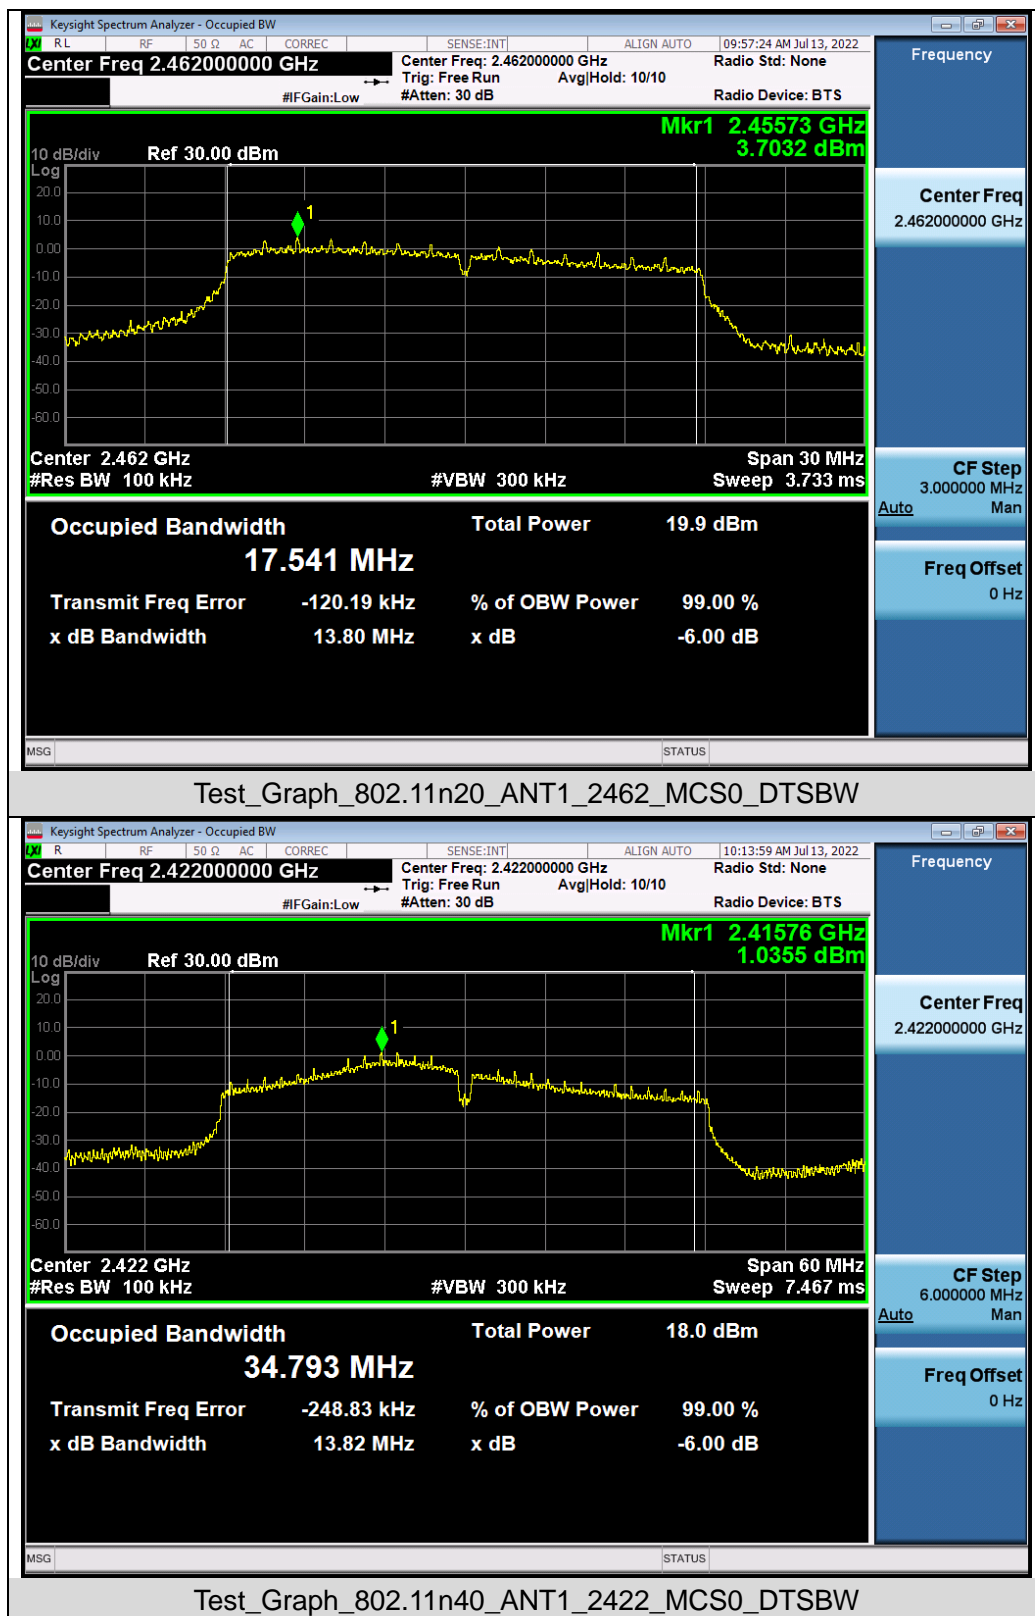 Keysight Spectrum Analyzer - Occupied BW
LXI RL RF 50 Ω AC CORREC SENSE:INT ALIGN AUTO 09:57:24 AM Jul 13, 2022
Center Freq 2.462000000 GHz
Center Freq: 2.462000000 GHz
Radio Std: None
Trig: Free Run Avg|Hold: 10/10
#IFGain:Low
#Atten: 30 dB
Radio Device: BTS
Frequency
Mkr1 2.45573 GHz
3.7032 dBm
10 dB/div Ref 30.00 dBm
Log
20.0
10.0
0.00
-10.0
-20.0
-30.0
-40.0
-50.0
-60.0
1
Center 2.462 GHz
Span 30 MHz
#Res BW 100 kHz #VBW 300 kHz Sweep 3.733 ms
Center Freq
2.462000000 GHz
CF Step
3.000000 MHz
Auto Man
Freq Offset
0 Hz
Occupied Bandwidth Total Power 19.9 dBm
17.541 MHz
Transmit Freq Error -120.19 kHz % of OBW Power 99.00 %
x dB Bandwidth 13.80 MHz x dB -6.00 dB
MSG STATUS
Test_Graph_802.11n20_ANT1_2462_MCS0_DTSBW
Keysight Spectrum Analyzer - Occupied BW
LXI R RF 50 Ω AC CORREC SENSE:INT ALIGN AUTO 10:13:59 AM Jul 13, 2022
Center Freq 2.422000000 GHz
Center Freq: 2.422000000 GHz
Radio Std: None
Trig: Free Run Avg|Hold: 10/10
#IFGain:Low
#Atten: 30 dB
Radio Device: BTS
Frequency
Mkr1 2.41576 GHz
1.0355 dBm
10 dB/div Ref 30.00 dBm
Log
20.0
10.0
0.00
-10.0
-20.0
-30.0
-40.0
-50.0
-60.0
1
Center 2.422 GHz
Span 60 MHz
#Res BW 100 kHz #VBW 300 kHz Sweep 7.467 ms
Center Freq
2.422000000 GHz
CF Step
6.000000 MHz
Auto Man
Freq Offset
0 Hz
Occupied Bandwidth Total Power 18.0 dBm
34.793 MHz
Transmit Freq Error -248.83 kHz % of OBW Power 99.00 %
x dB Bandwidth 13.82 MHz x dB -6.00 dB
MSG STATUS
Test_Graph_802.11n40_ANT1_2422_MCS0_DTSBW